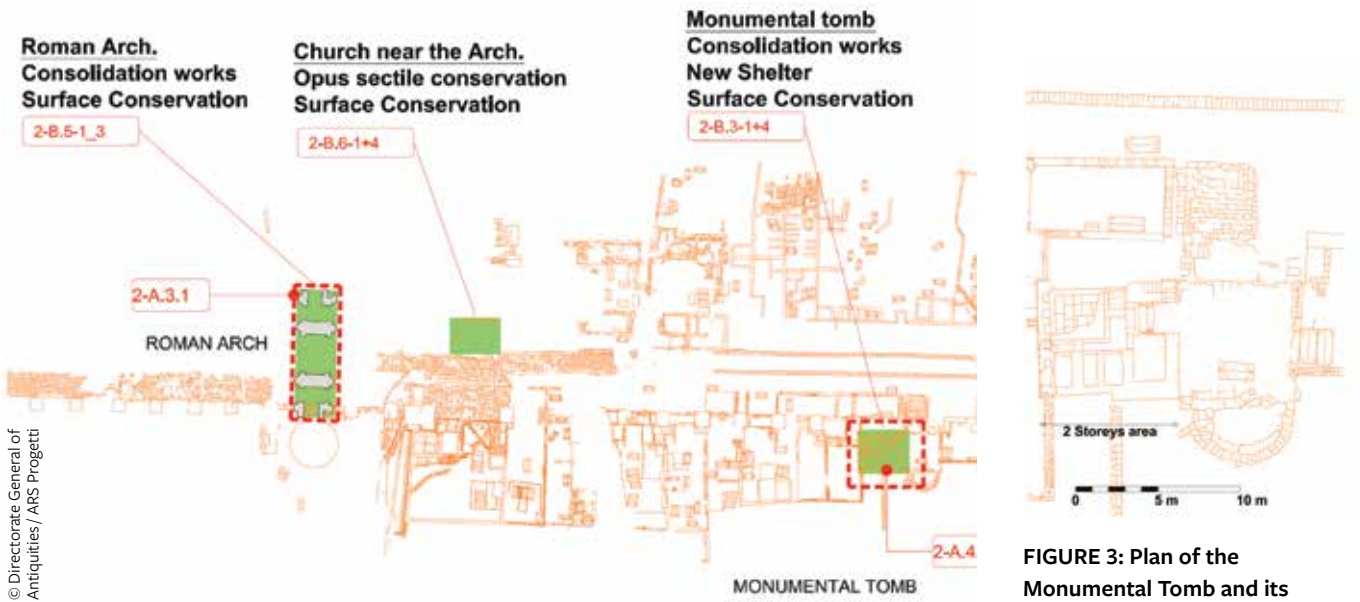 Roman Arch.
Consolidation works
Surface Conservation
2-B.5-1_3
Church near the Arch.
Opus sectile conservation
Surface Conservation
2-B.6-1+4
Monumental tomb
Consolidation works
New Shelter
Surface Conservation
2-B.3-1+4
2-A.3.1
ROMAN ARCH
2-A.4
MONUMENTAL TOMB
© Directorate General of
Antiquities / ARS Progetti
2 Storeys area
0 5 m 10 m
FIGURE 3: Plan of the
Monumental Tomb and its